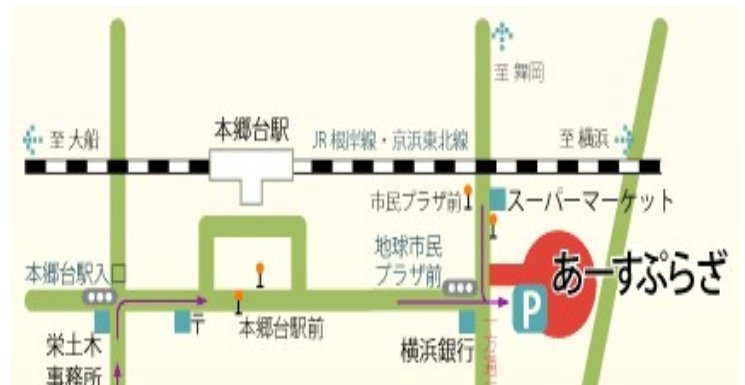 至 舞岡
本郷台駅
JR 根岸線・京浜東北線
至 大船
至 横浜
市民プラザ前
スーパーマーケット
地球市民
プラザ前
あーすぷらざ
本郷台駅入口
P
〒
本郷台駅前
栄土木
事務所
横浜銀行